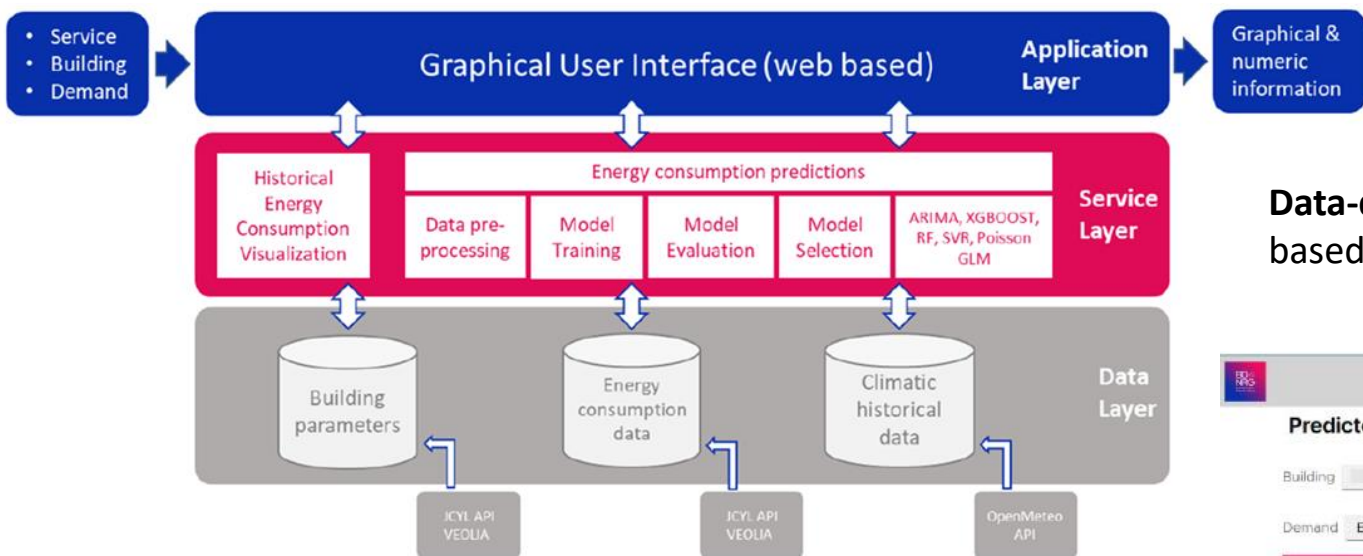 • Service
• Building
• Demand
Graphical User Interface (web based)
Application
Layer
Graphical &
numeric
information
Historical
Energy
Consumption
Visualization
Energy consumption predictions
Data pre-
processing
Model
Training
Model
Evaluation
Model
Selection
ARIMA, XGBOOST,
RF, SVR, Poisson
GLM
Service
Layer
Building
parameters
Energy
consumption
data
Climatic
historical
data
Data
Layer
JCYL API
VEOLIA
JCYL API
VEOLIA
OpenMeteo
API
Data-
based
Building
Demand